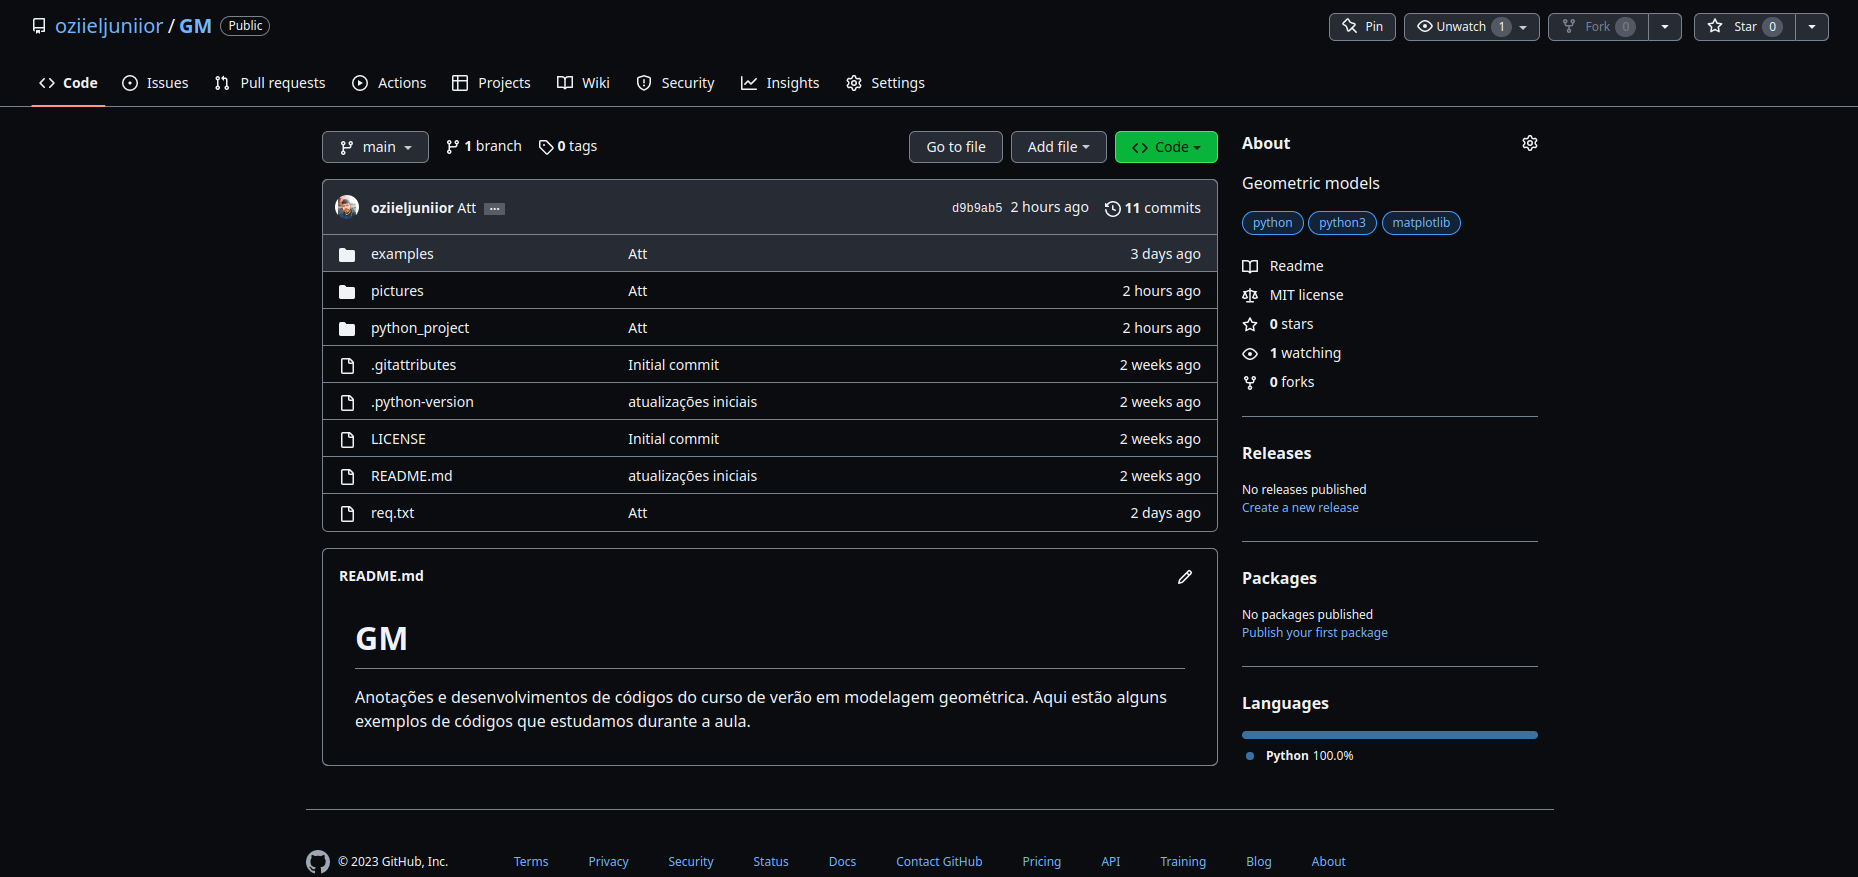 oziieljuniior / GM Public
Pin Unwatch 1 Fork 0 Star 0
Code Issues Pull requests Actions Projects Wiki Security Insights Settings
main 1 branch 0 tags Go to file Add file Code
oziieljuniior Att ... d9b9ab5 2 hours ago 11 commits
examples Att 3 days ago
pictures Att 2 hours ago
python_project Att 2 hours ago
.gitattributes Initial commit 2 weeks ago
.python-version atualizações iniciais 2 weeks ago
LICENSE Initial commit 2 weeks ago
README.md atualizações iniciais 2 weeks ago
req.txt Att 2 days ago
README.md
GM
Anotações e desenvolvimentos de códigos do curso de verão em modelagem geométrica. Aqui estão alguns
exemplos de códigos que estudamos durante a aula.
About
Geometric models
python python3 matplotlib
Readme
MIT license
0 stars
1 watching
0 forks
Releases
No releases published
Create a new release
Packages
No packages published
Publish your first package
Languages
Python 100.0%
© 2023 GitHub, Inc. Terms Privacy Security Status Docs Contact GitHub Pricing API Training Blog About